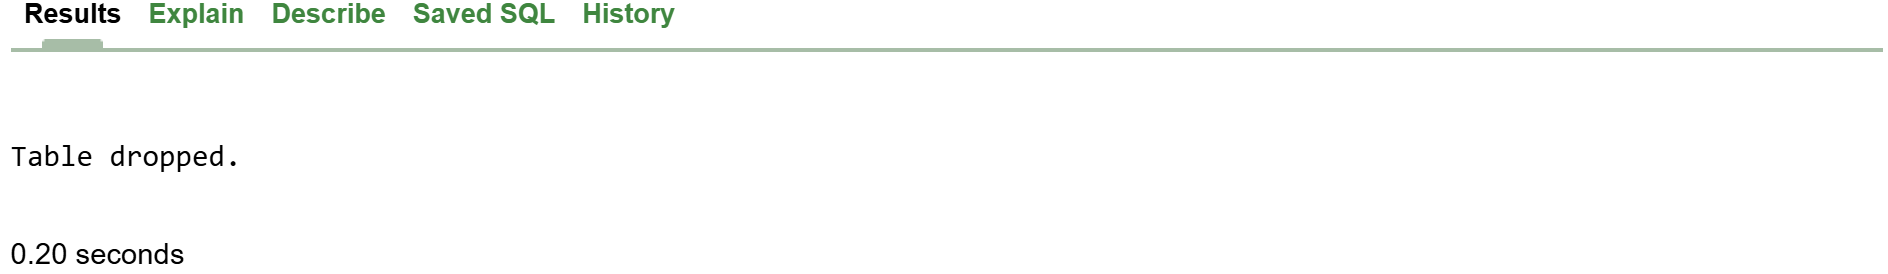 Results Explain Describe Saved SQL History
Table dropped.
0.20 seconds